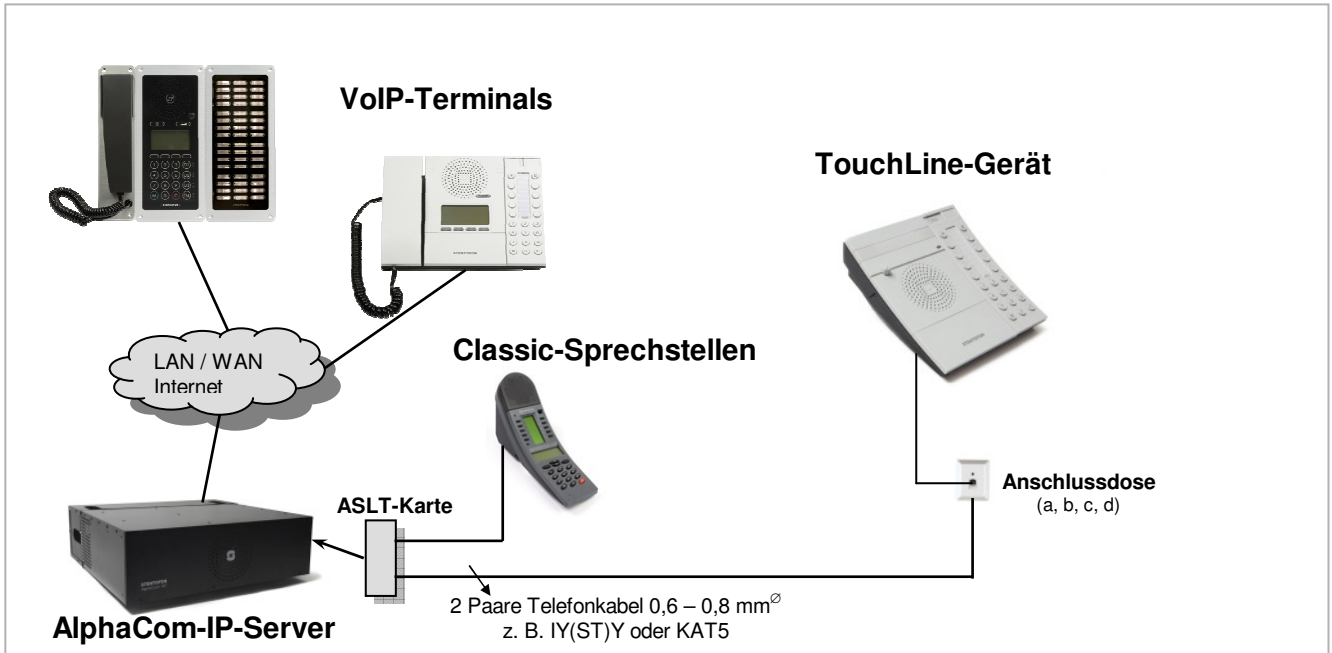 VoIP-Terminals
TouchLine-Gerät
LAN / WAN
Internet
Classic-Sprechstellen
ASLT-Karte
Anschlussdose
(a, b, c, d)
2 Paare Telefonkabel 0,6 – 0,8 mm∅
z. B. IY(ST)Y oder KAT5
AlphaCom-IP-Server